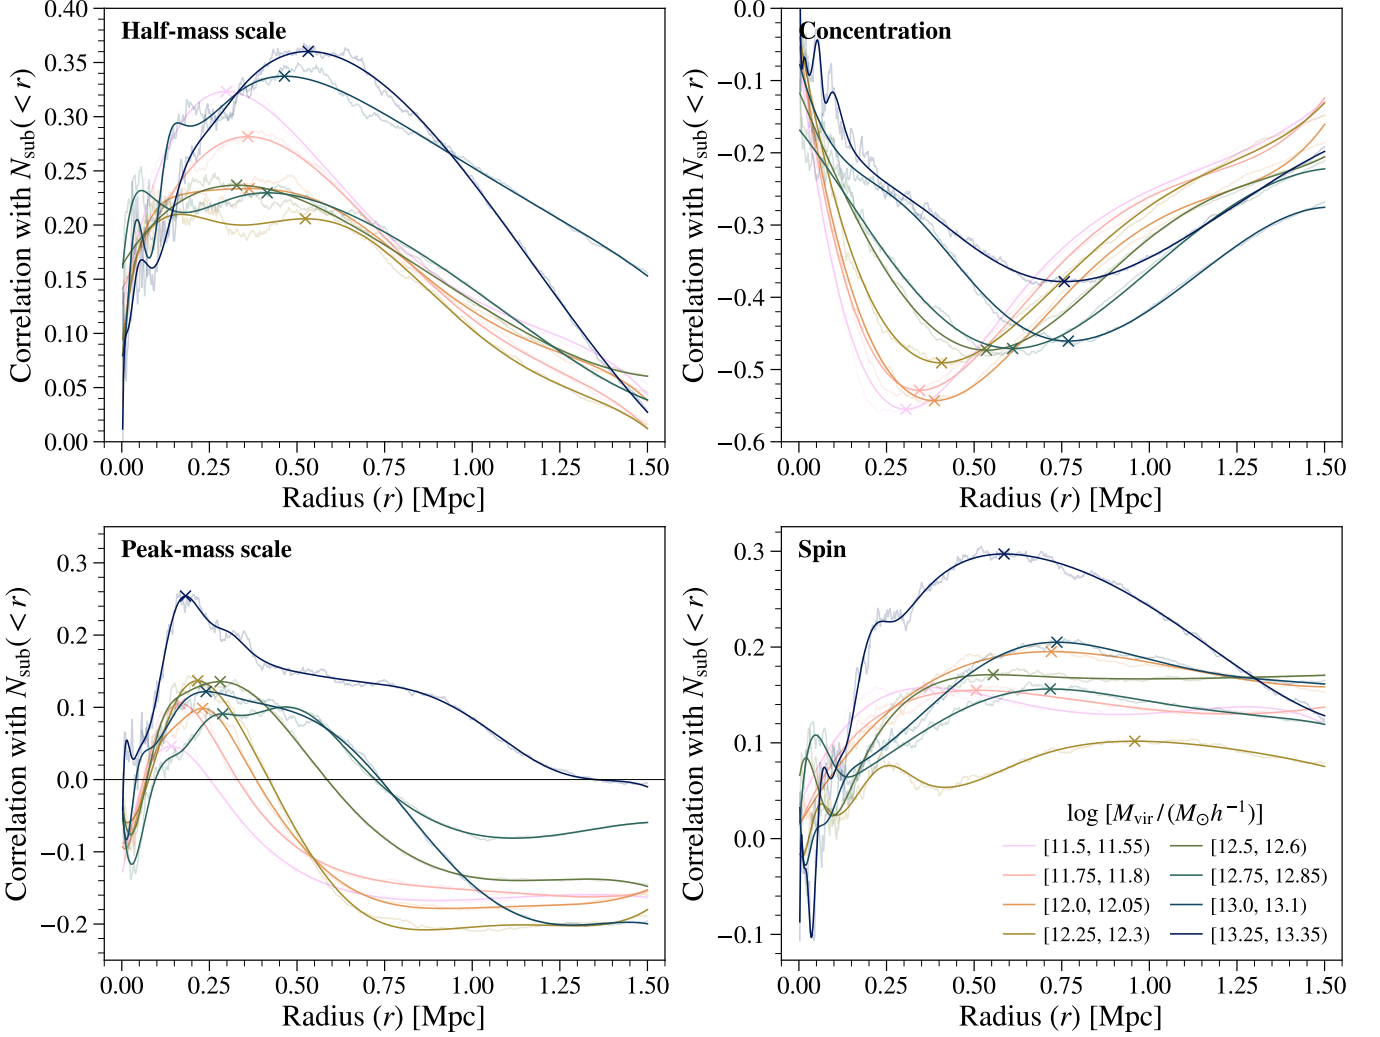 Half-mass scale
Correlation with N_sub(< r)
0.40
0.35
0.30
0.25
0.20
0.15
0.10
0.05
0.00
0.00 0.25 0.50 0.75 1.00 1.25 1.50
Radius (r) [Mpc]
Concentration
Correlation with N_sub(< r)
0.0
−0.1
−0.2
−0.3
−0.4
−0.5
−0.6
0.00 0.25 0.50 0.75 1.00 1.25 1.50
Radius (r) [Mpc]
Peak-mass scale
Correlation with N_sub(< r)
0.3
0.2
0.1
0.0
−0.1
−0.2
0.00 0.25 0.50 0.75 1.00 1.25 1.50
Radius (r) [Mpc]
Spin
Correlation with N_sub(< r)
0.3
0.2
0.1
0.0
−0.1
0.00 0.25 0.50 0.75 1.00 1.25 1.50
Radius (r) [Mpc]
log [M_vir/(M_⊙h⁻¹)]
[11.5, 11.55)
[11.75, 11.8)
[12.0, 12.05)
[12.25, 12.3)
[12.5, 12.6)
[12.75, 12.85)
[13.0, 13.1)
[13.25, 13.35)